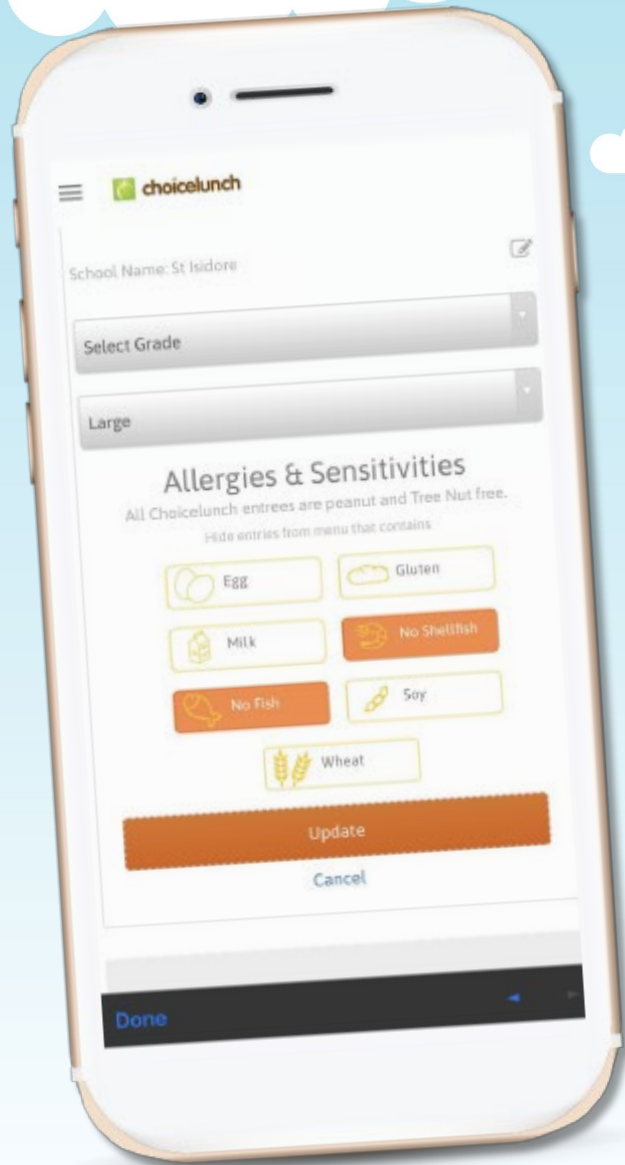 choicelunch
School Name: St Isidore
Select Grade
Large
Allergies & Sensitivities
All Choicelunch entrees are peanut and Tree Nut free.
Hide entries from menu that contains
Egg
Gluten
Milk
No Shellfish
No Fish
Soy
Wheat
Update
Cancel
Done